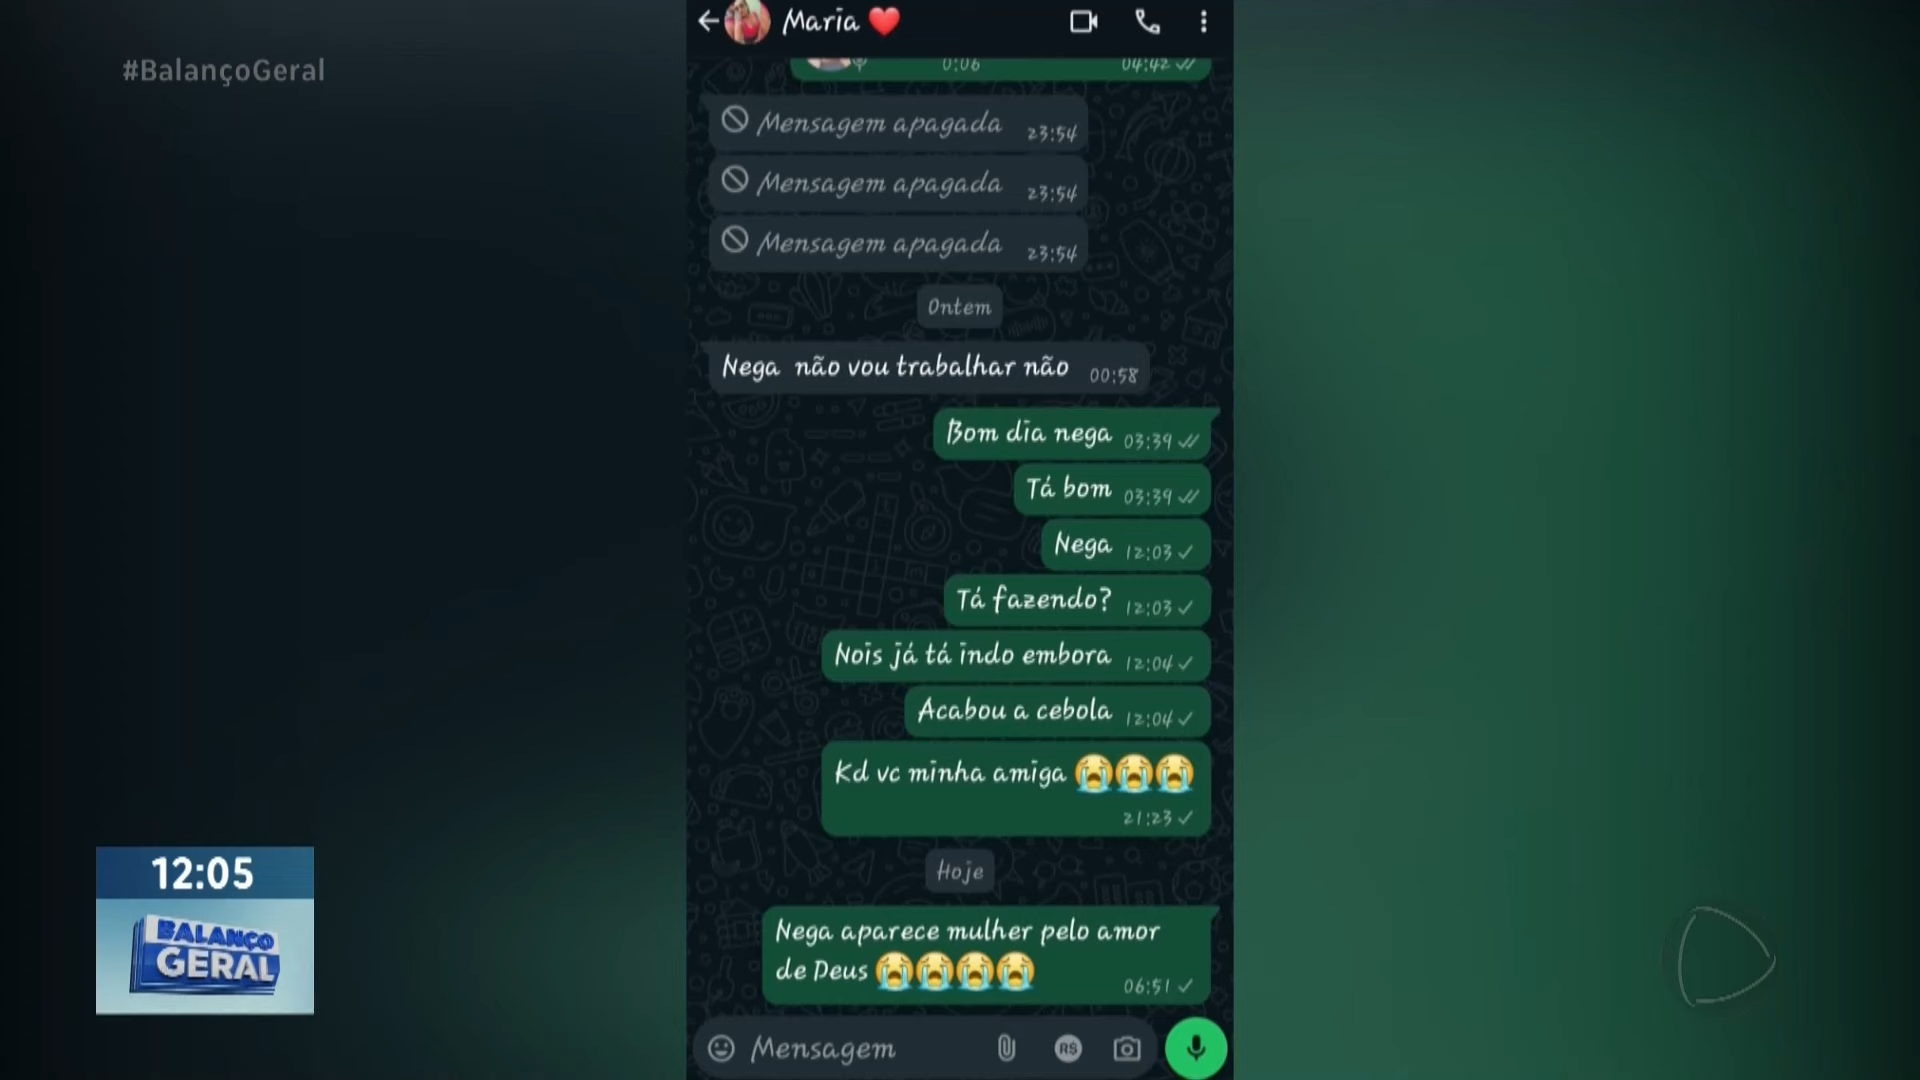 #BalançoGeral
Maria ❤️
0:06 04:42
Mensagem apagada 23:54
Mensagem apagada 23:54
Mensagem apagada 23:54
Ontem
Nega não vou trabalhar não 00:58
Bom dia nega 03:39
Tá bom 03:39
Nega 12:03
Tá fazendo? 12:03
Nois já tá indo embora 12:04
Acabou a cebola 12:04
Kd vc minha amiga 😭😭😭
21:23
Hoje
Nega aparece mulher pelo amor
de Deus 😭😭😭😭 06:51
Mensagem
R$
12:05
BALANÇO
GERAL